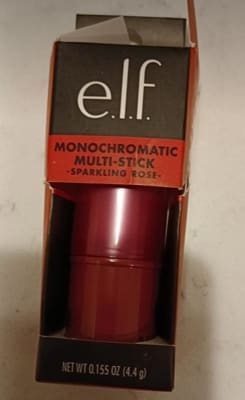 e.l.f.
MONOCHROMATIC
MULTI-STICK
-SPARKLING ROSE-
NET WT 0.155 OZ (4.4 g)